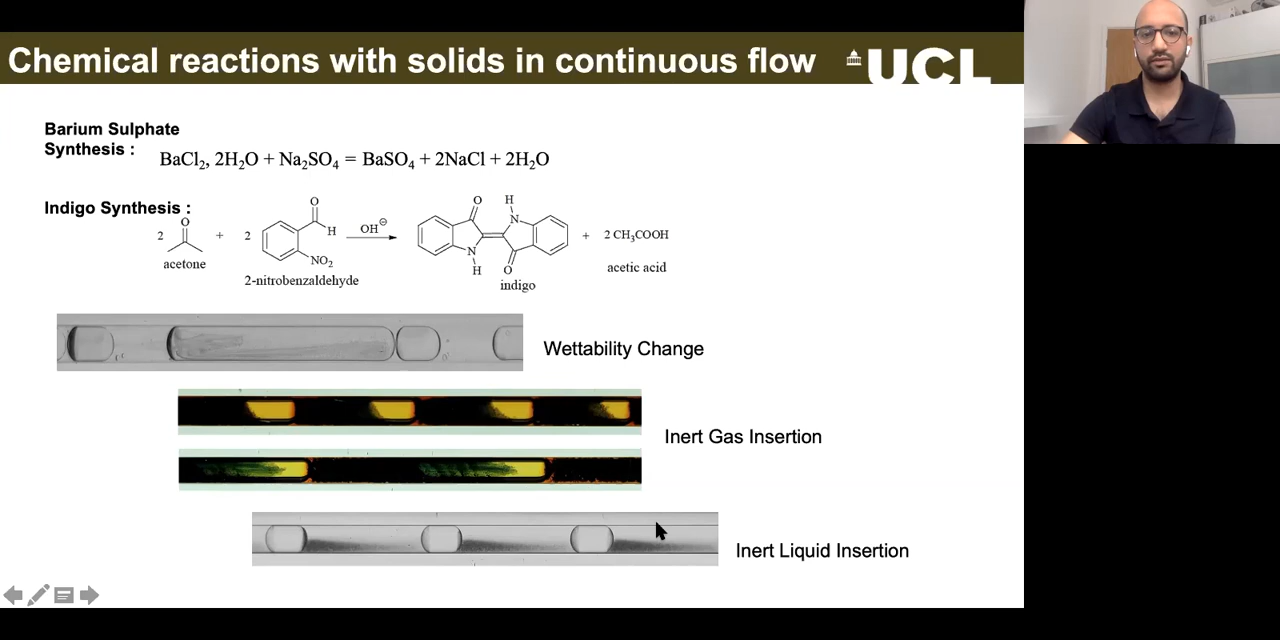 Chemical reactions with solids in continuous flow
UCL
Barium Sulphate
Synthesis :
BaCl₂, 2H₂O + Na₂SO₄ = BaSO₄ + 2NaCl + 2H₂O
Indigo Synthesis :
2
O
acetone
+
2
O
H
NO₂
2-nitrobenzaldehyde
OH⊖
O
H
N
N
H
O
indigo
+
2 CH₃COOH
acetic acid
Wettability Change
Inert Gas Insertion
Inert Liquid Insertion